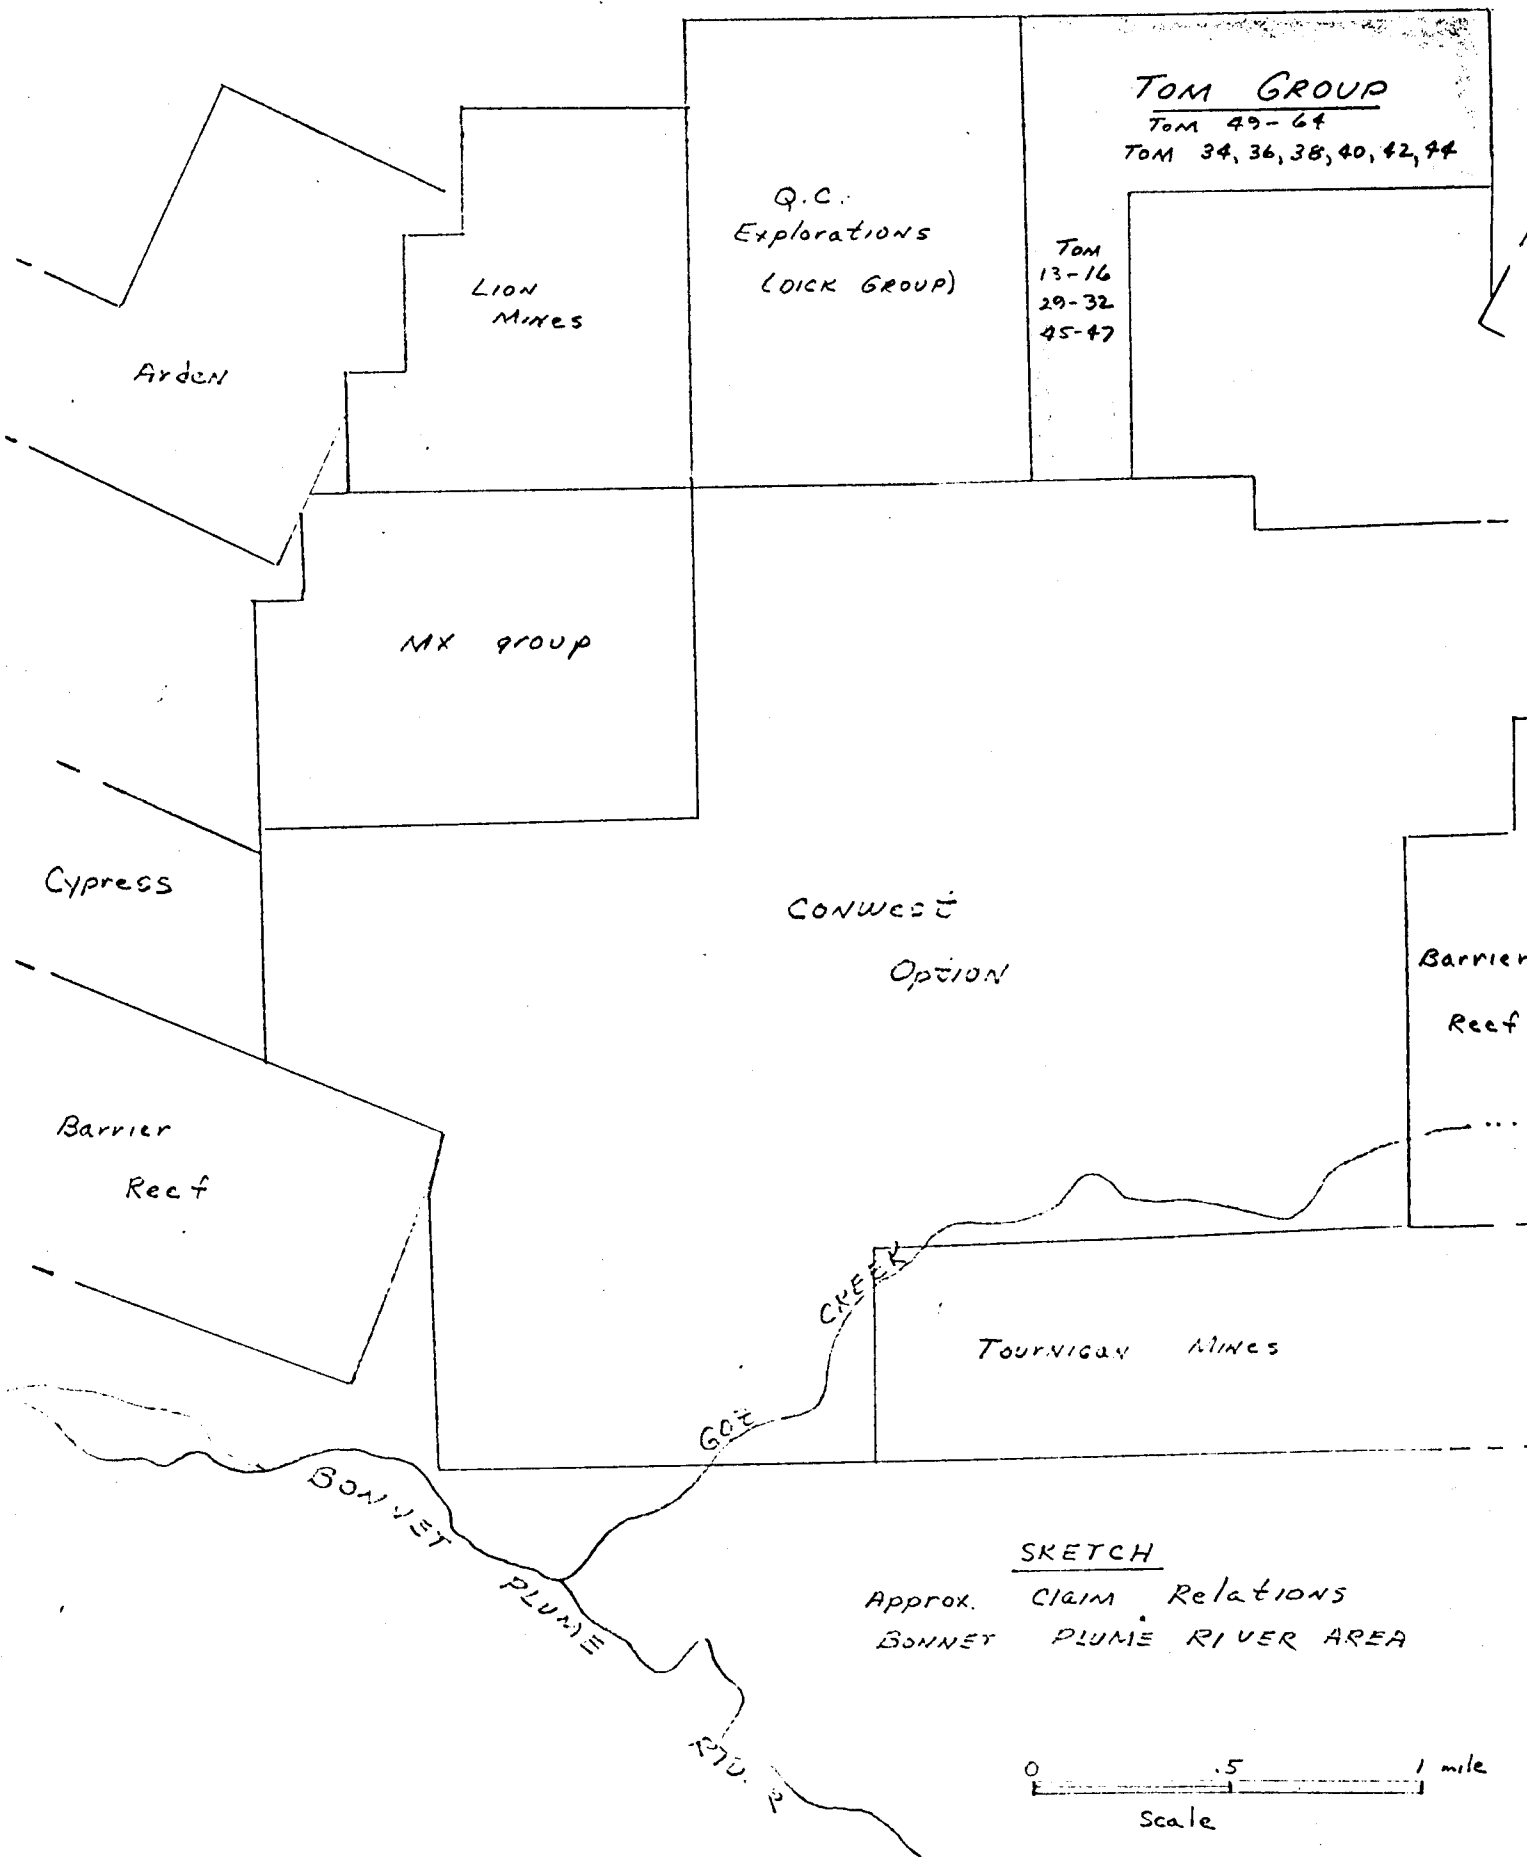 TOM GROUP
TOM 49-64
TOM 34, 36, 38, 40, 42, 44
Q.C.
Explorations
(DICK GROUP)
TOM
13-16
29-32
45-47
LION
MINES
Arden
MX group
Cypress
CONWEST
OPTION
Barrier
Reef
Barrier
Reef
GOZ CREEK
TOURNIGAN MINES
BONNET PLUME RIVER
SKETCH
Approx. Claim Relations
BONNET PLUME RIVER AREA
0 .5 1 mile
Scale